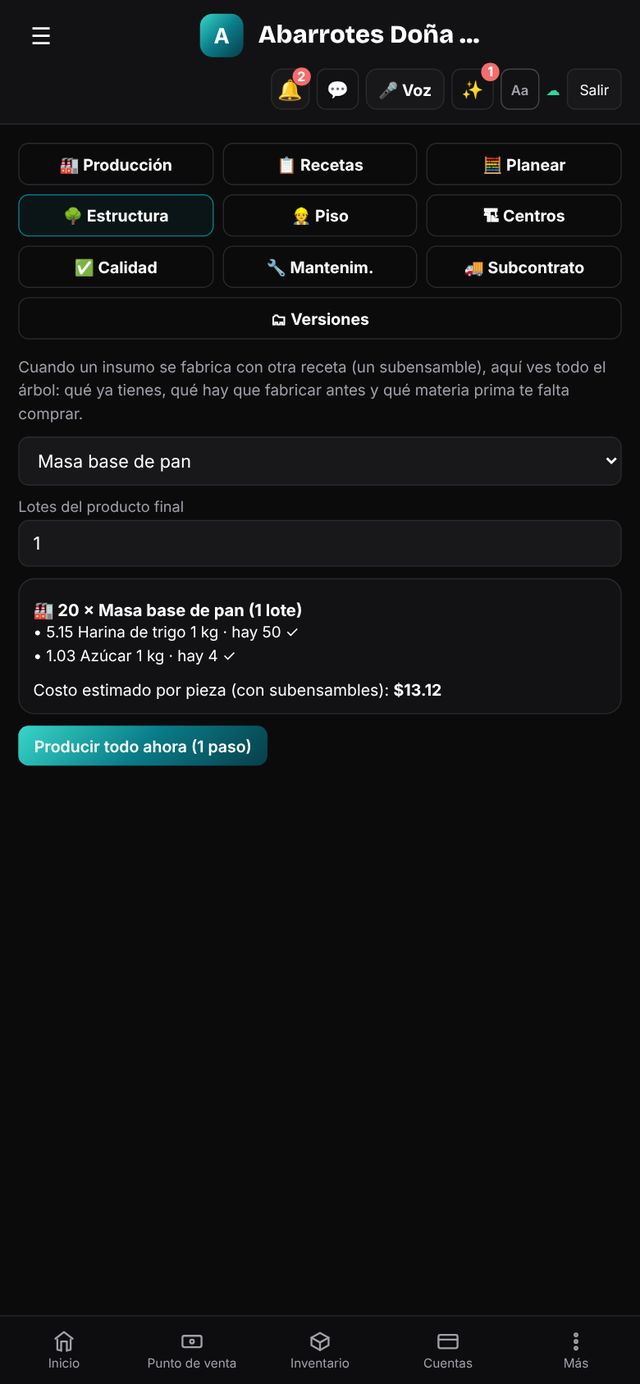 ☰ A Abarrotes Doña ...
🔔 2 💬 🎤 Voz ✨ 1 Aa ☁ Salir
🏭 Producción 📋 Recetas 🧮 Planear
🌳 Estructura 👷 Piso 🏗 Centros
✅ Calidad 🔧 Mantenim. 🚚 Subcontrato
🗂 Versiones
Cuando un insumo se fabrica con otra receta (un subensamble), aquí ves todo el
árbol: qué ya tienes, qué hay que fabricar antes y qué materia prima te falta
comprar.
Masa base de pan
Lotes del producto final
1
🏭 20 × Masa base de pan (1 lote)
• 5.15 Harina de trigo 1 kg · hay 50 ✓
• 1.03 Azúcar 1 kg · hay 4 ✓
Costo estimado por pieza (con subensambles): $13.12
Producir todo ahora (1 paso)
Inicio Punto de venta Inventario Cuentas Más